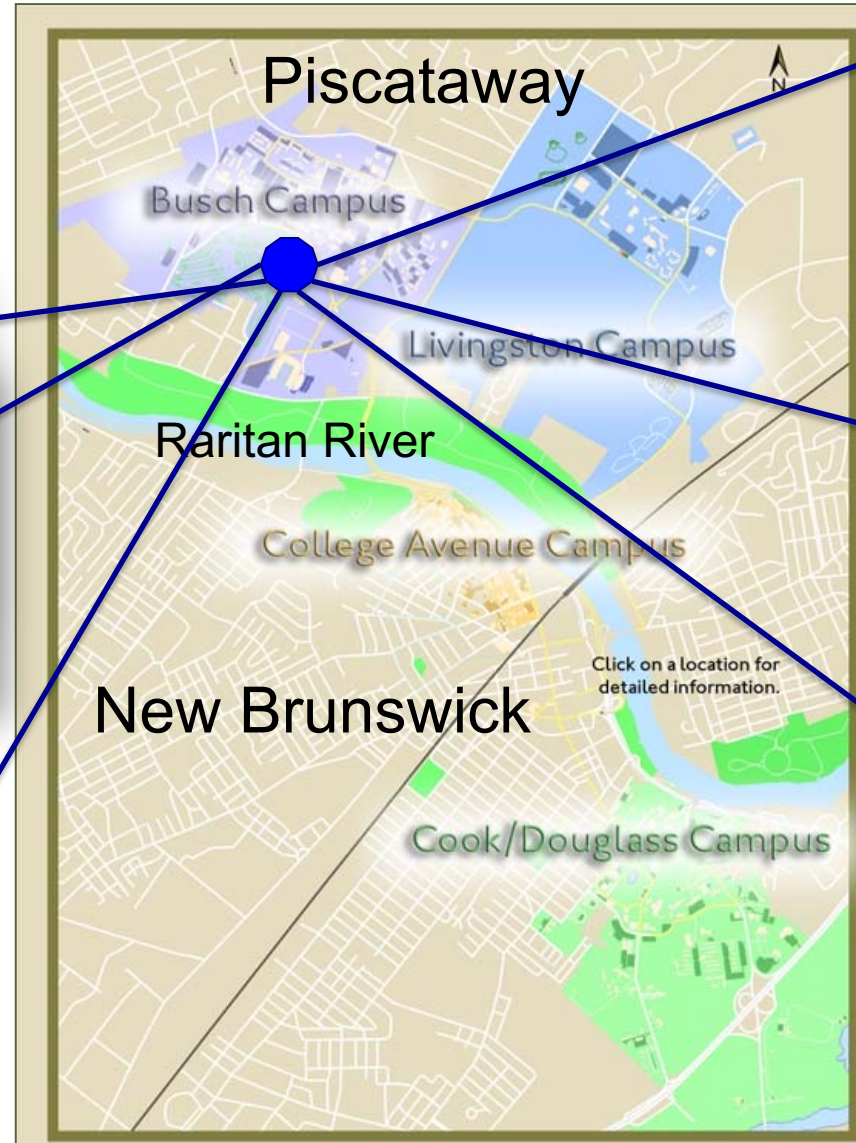 Piscataway
N
Busch Campus
Livingston Campus
Raritan River
College Avenue Campus
Click on a location for
detailed information.
New Brunswick
Cook/Douglass Campus